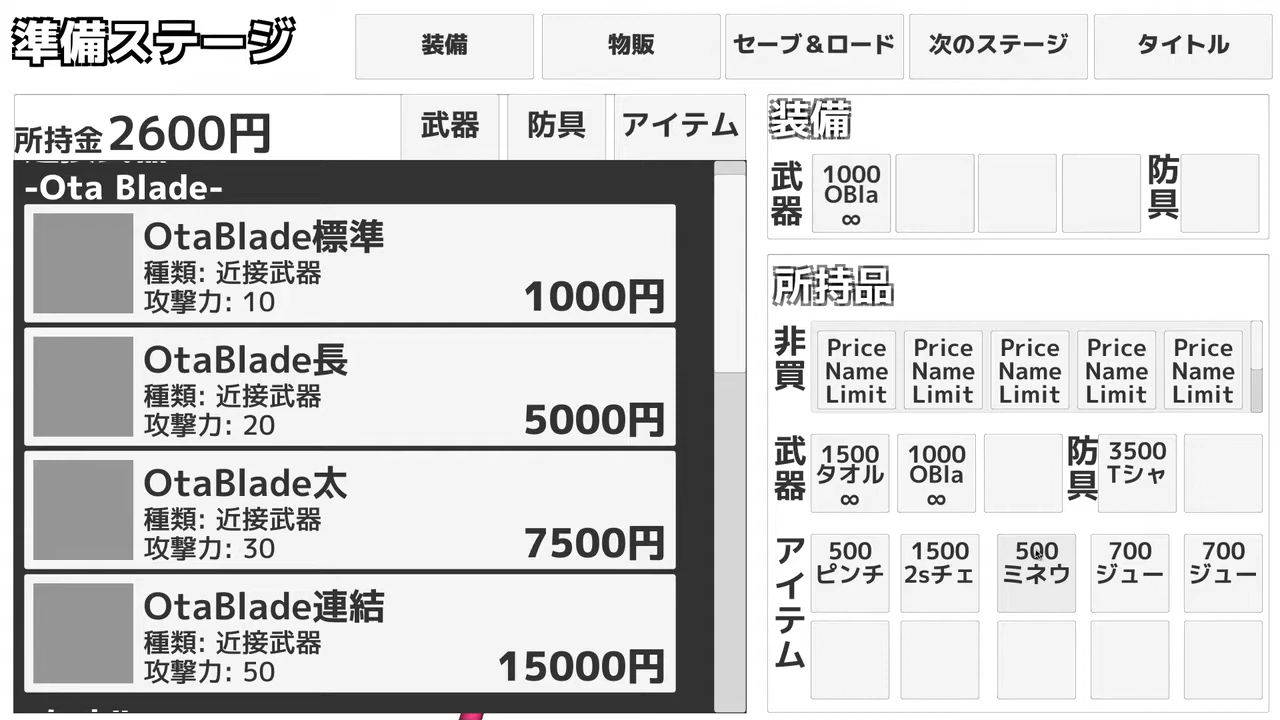 準備ステージ
装備
物販
セーブ＆ロード
次のステージ
タイトル
所持金2600円
武器
防具
アイテム
-Ota Blade-
OtaBlade標準
種類: 近接武器
攻撃力: 10
1000円
OtaBlade長
種類: 近接武器
攻撃力: 20
5000円
OtaBlade太
種類: 近接武器
攻撃力: 30
7500円
OtaBlade連結
種類: 近接武器
攻撃力: 50
15000円
装備
武器
1000
OBla
∞
防具
所持品
非買
Price
Name
Limit
Price
Name
Limit
Price
Name
Limit
Price
Name
Limit
Price
Name
Limit
武器
1500
タオル
∞
1000
OBla
∞
防具
3500
Tシャ
アイテム
500
ピンチ
1500
2sチェ
500
ミネウ
700
ジュー
700
ジュー